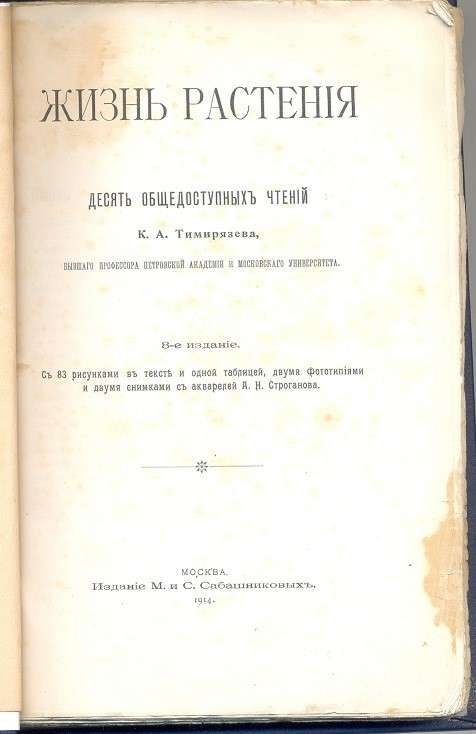 ЖИЗНЬ РАСТЕНІЯ
ДЕСЯТЬ ОБЩЕДОСТУПНЫХЪ ЧТЕНІЙ
К. А. Тимирязева,
БЫВШАГО ПРОФЕССОРА ПЕТРОВСКОЙ АКАДЕМІИ И МОСКОВСКАГО УНИВЕРСИТЕТА.
8-е изданіе.
Съ 83 рисунками въ текстѣ и одной таблицей, двумя фототипіями
и двумя снимками съ акварелей А. Н. Строганова.
МОСКВА.
Изданіе М. и С. Сабашниковыхъ.
1914.